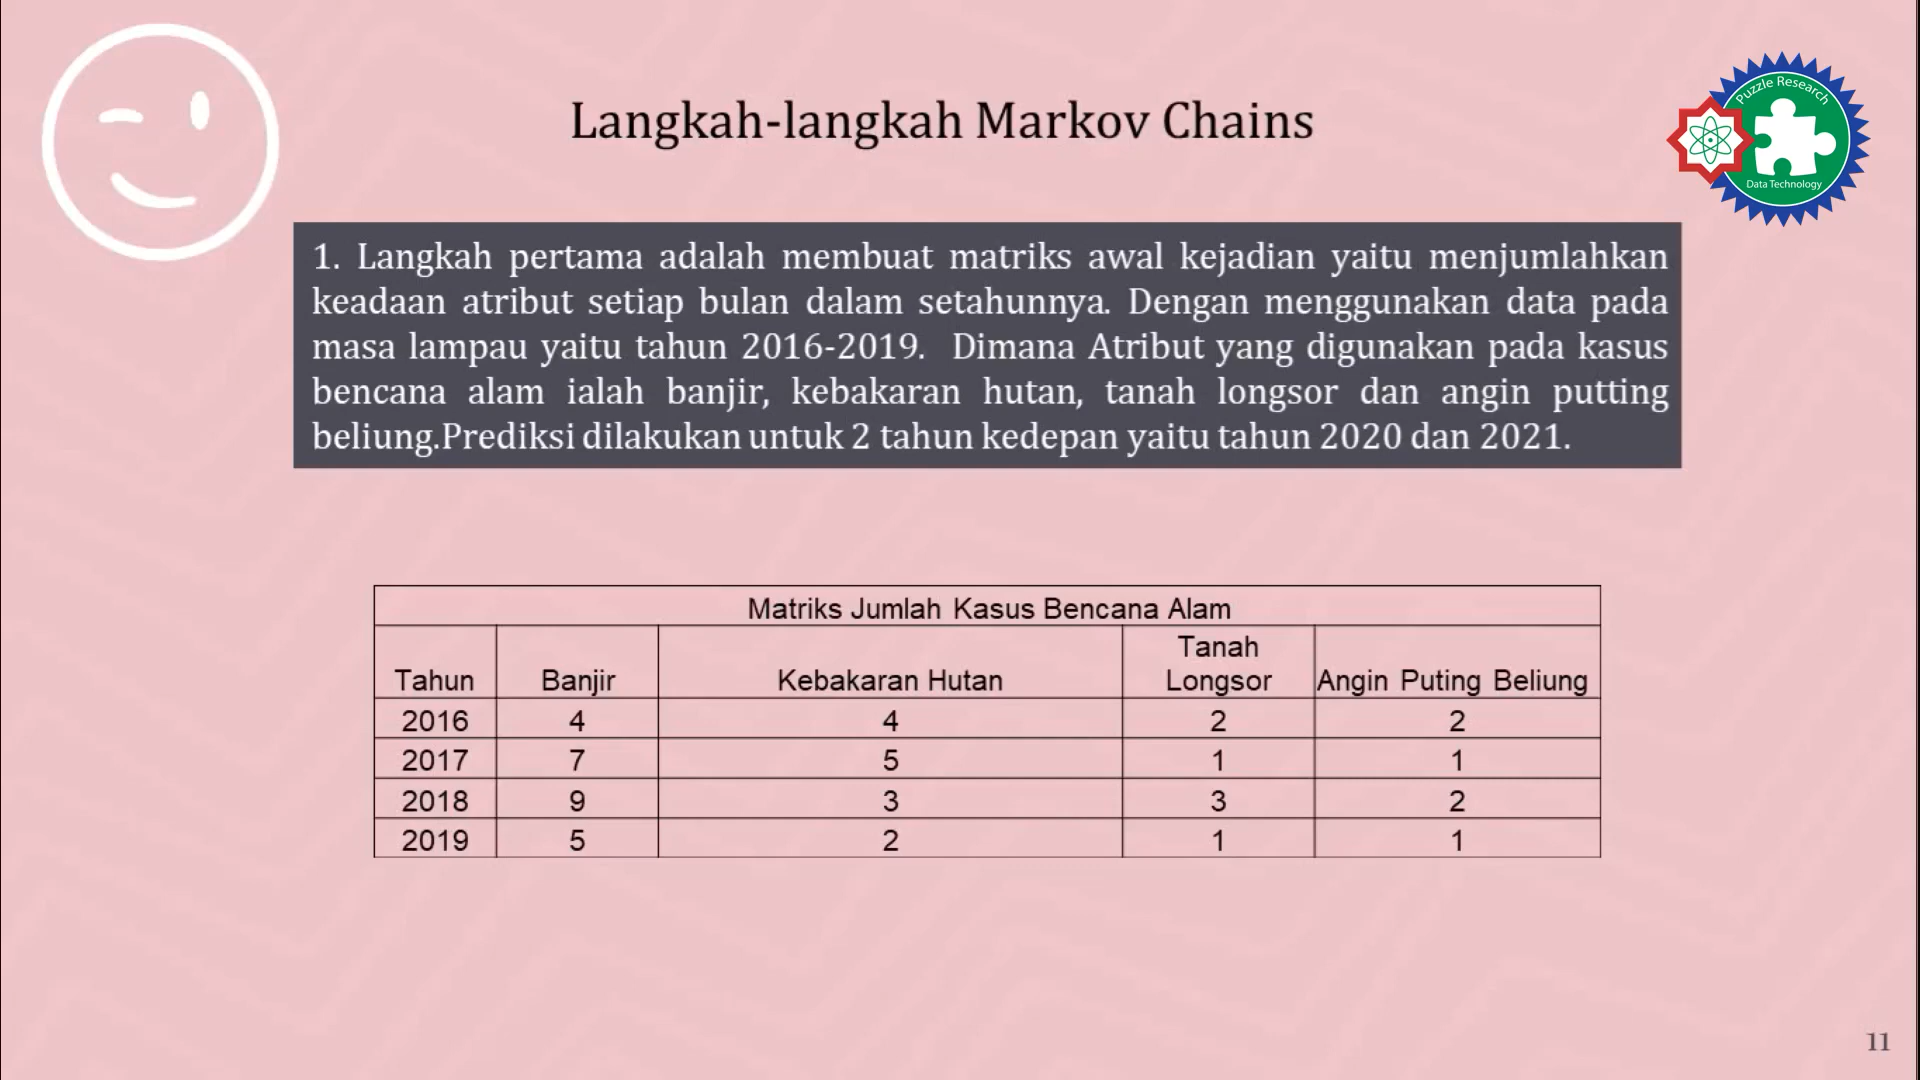 Langkah-langkah Markov Chains
Puzzle Research
Data Technology
1. Langkah pertama adalah membuat matriks awal kejadian yaitu menjumlahkan
keadaan atribut setiap bulan dalam setahunnya. Dengan menggunakan data pada
masa lampau yaitu tahun 2016-2019. Dimana Atribut yang digunakan pada kasus
bencana alam ialah banjir, kebakaran hutan, tanah longsor dan angin putting
beliung.Prediksi dilakukan untuk 2 tahun kedepan yaitu tahun 2020 dan 2021.
Matriks Jumlah Kasus Bencana Alam
Tahun Banjir Kebakaran Hutan Tanah Longsor Angin Puting Beliung
2016 4 4 2 2
2017 7 5 1 1
2018 9 3 3 2
2019 5 2 1 1
11